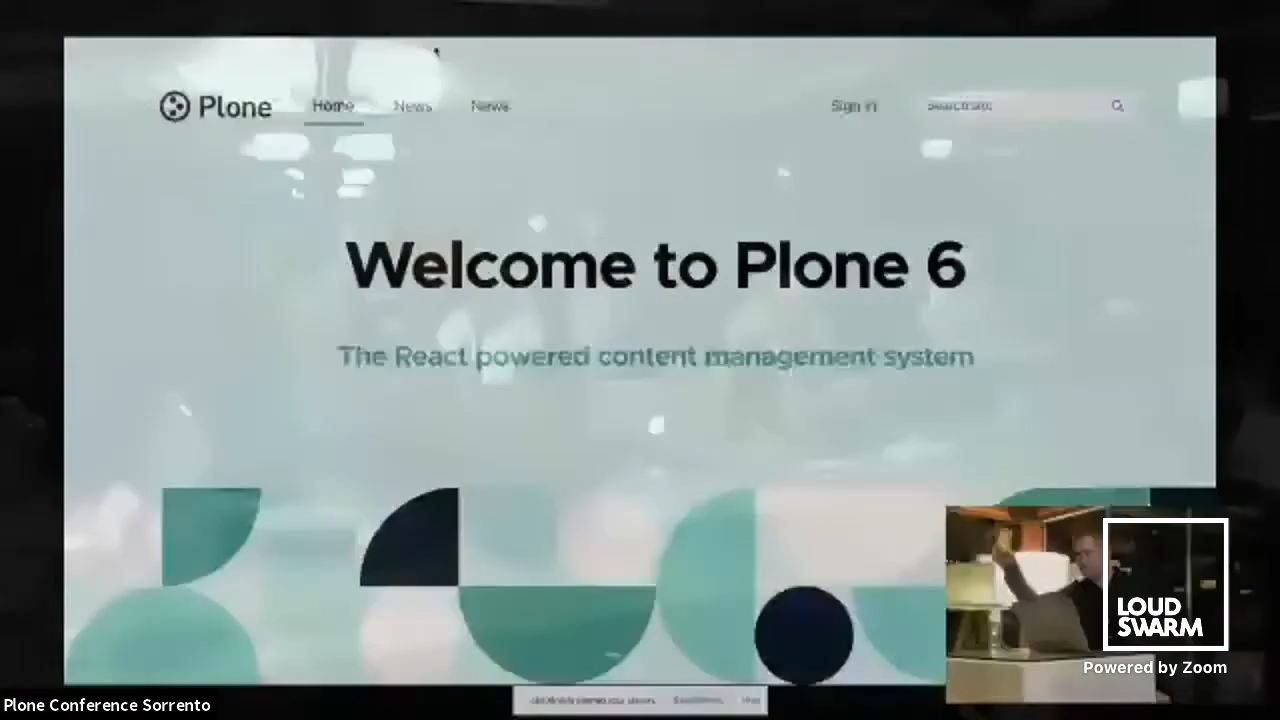 Plone Home News News Sign in
Welcome to Plone 6
The React powered content management system
LOUD
SWARM
Powered by Zoom
Plone Conference Sorrento